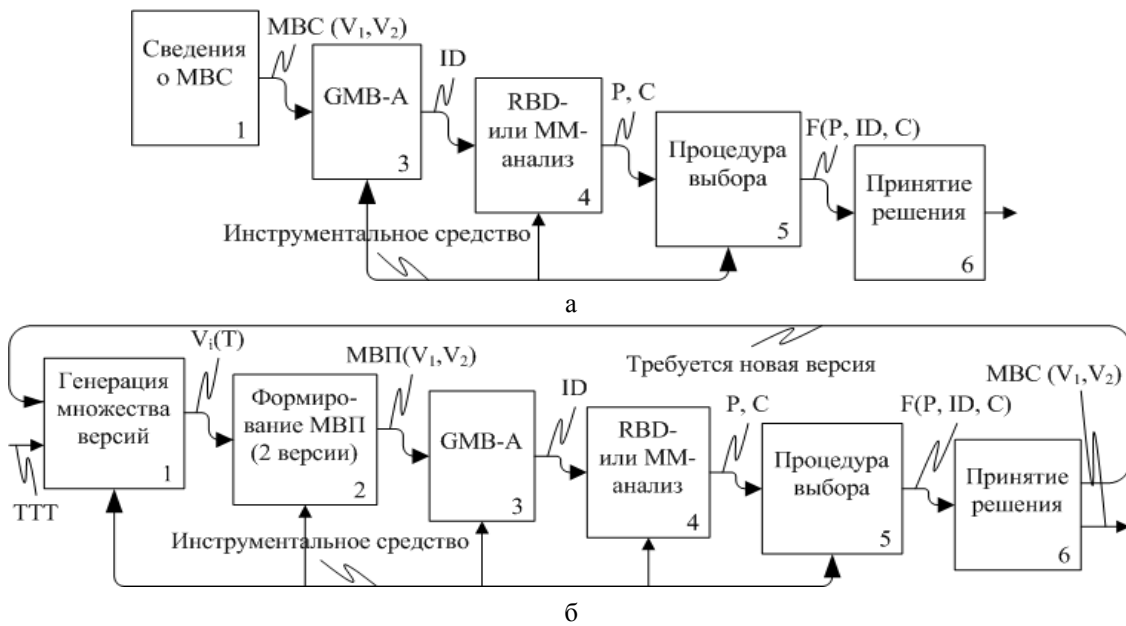 Сведения
о МВС
1
МВС (V₁,V₂)
GMB-A
3
ID
RBD-
или ММ-
анализ
4
P, C
Процедура
выбора
5
F(P, ID, C)
Принятие
решения
6
Инструментальное средство
а
Требуется новая версия
ТТТ
Генерация
множества
версий
1
Vᵢ(T)
Формиро-
вание МВП
(2 версии)
2
МВП(V₁,V₂)
GMB-A
3
ID
RBD-
или ММ-
анализ
4
P, C
Процедура
выбора
5
F(P, ID, C)
Принятие
решения
6
МВС (V₁,V₂)
Инструментальное средство
б